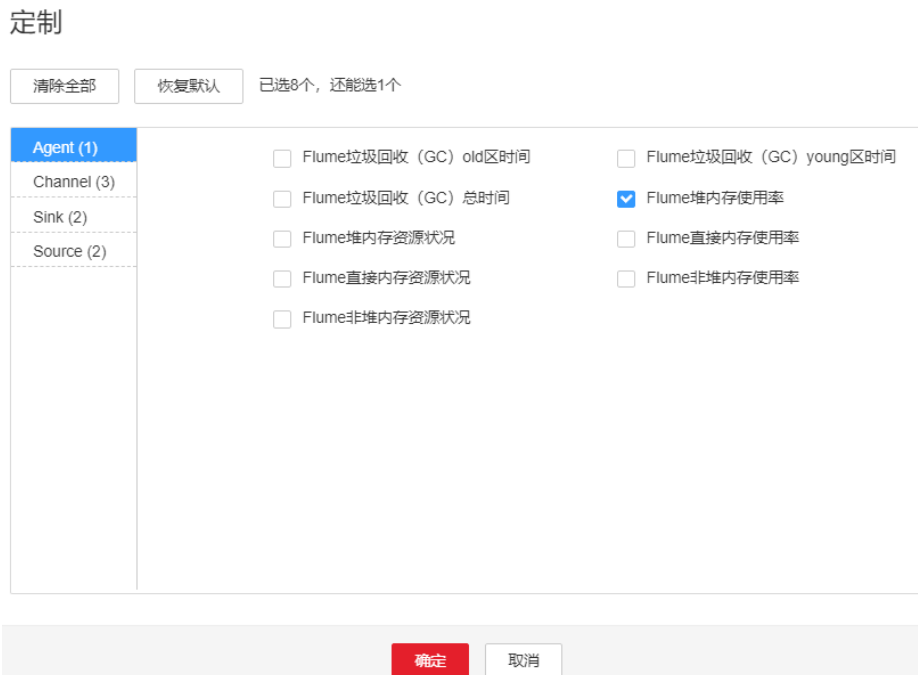 定制
清除全部 恢复默认 已选8个，还能选1个
Agent (1)
Channel (3)
Sink (2)
Source (2)
Flume垃圾回收（GC）old区时间 Flume垃圾回收（GC）young区时间
Flume垃圾回收（GC）总时间 Flume堆内存使用率
Flume堆内存资源状况 Flume直接内存使用率
Flume直接内存资源状况 Flume非堆内存使用率
Flume非堆内存资源状况
确定 取消